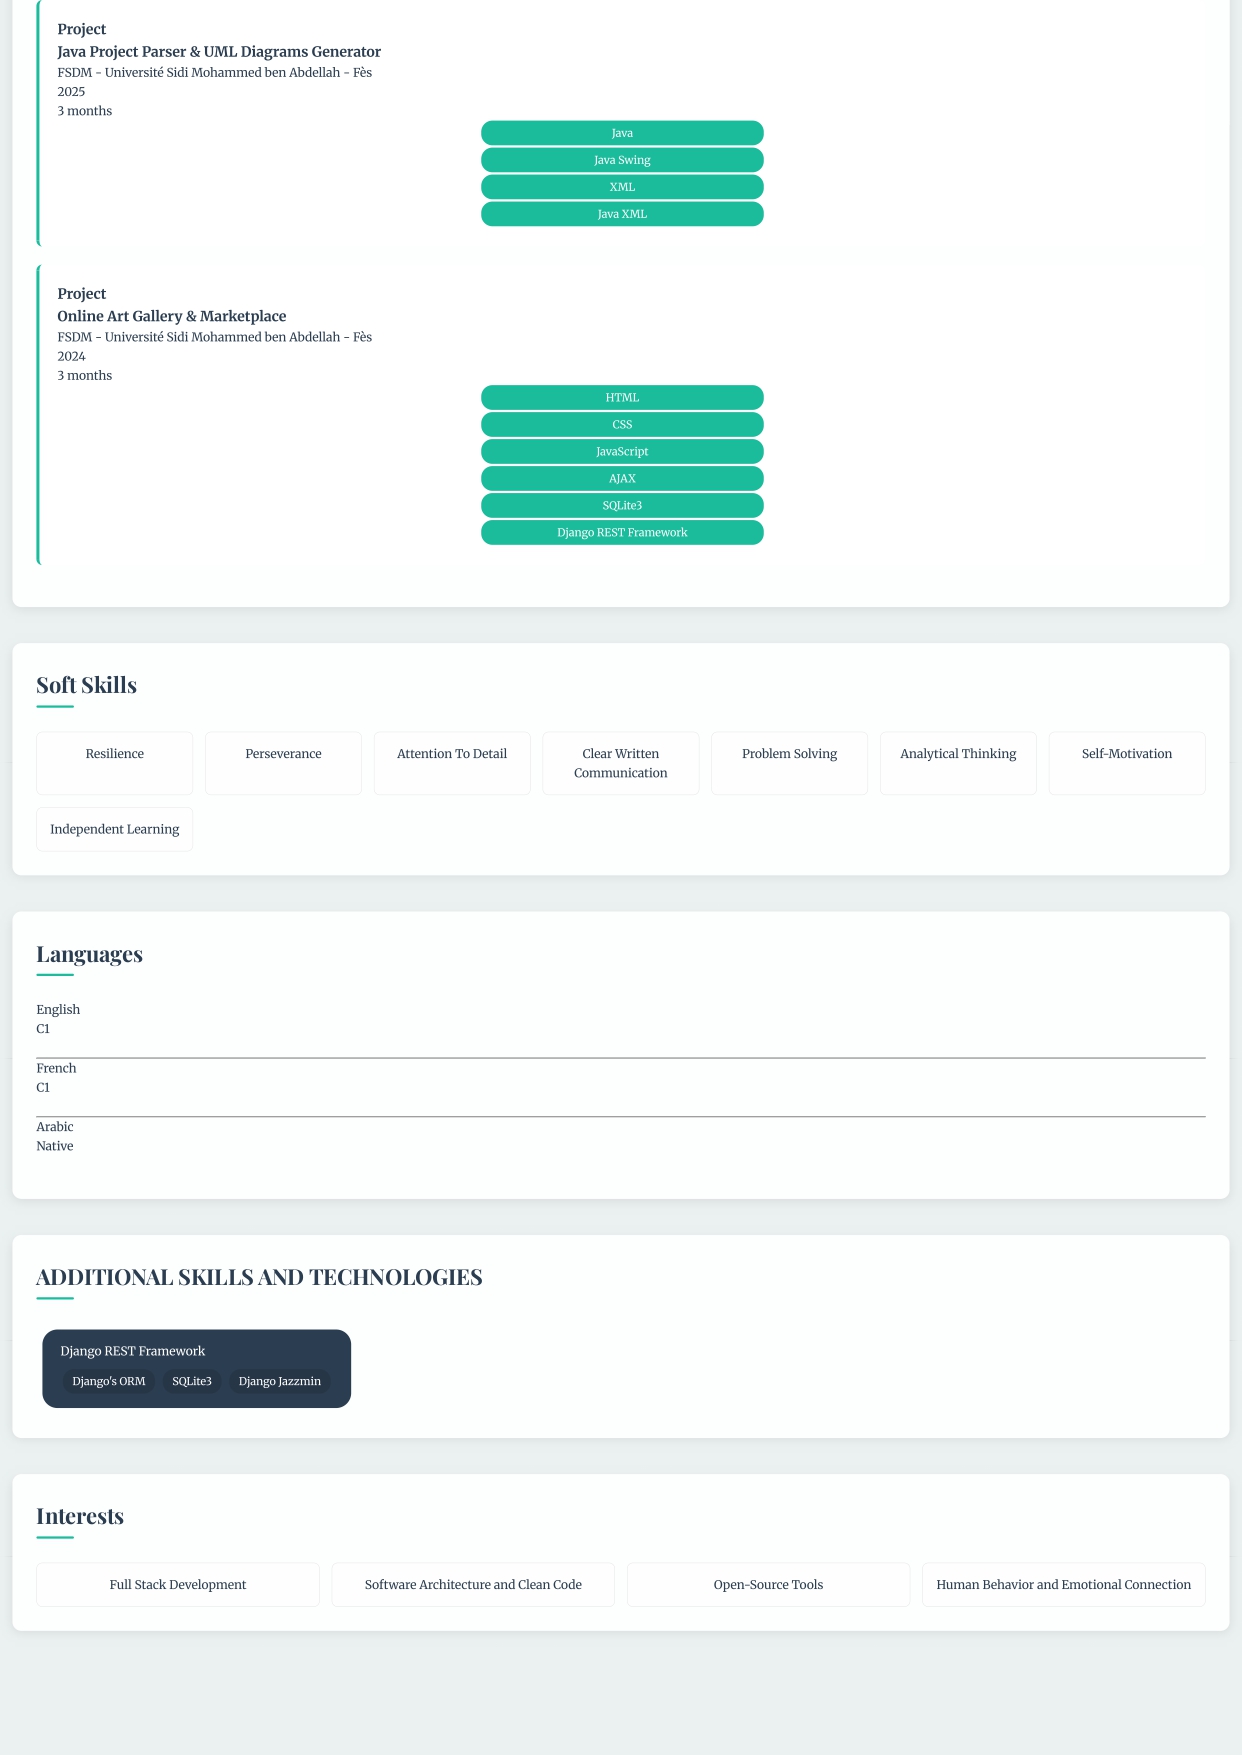 Project
Java Project Parser & UML Diagrams Generator
FSDM - Université Sidi Mohammed ben Abdellah - Fès
2025
3 months
Java
Java Swing
XML
Java XML
Project
Online Art Gallery & Marketplace
FSDM - Université Sidi Mohammed ben Abdellah - Fès
2024
3 months
HTML
CSS
JavaScript
AJAX
SQLite3
Django REST Framework
Soft Skills
Resilience
Perseverance
Attention To Detail
Clear Written
Communication
Problem Solving
Analytical Thinking
Self-Motivation
Independent Learning
Languages
English
C1
French
C1
Arabic
Native
ADDITIONAL SKILLS AND TECHNOLOGIES
Django REST Framework
Django's ORM
SQLite3
Django Jazzmin
Interests
Full Stack Development
Software Architecture and Clean Code
Open-Source Tools
Human Behavior and Emotional Connection